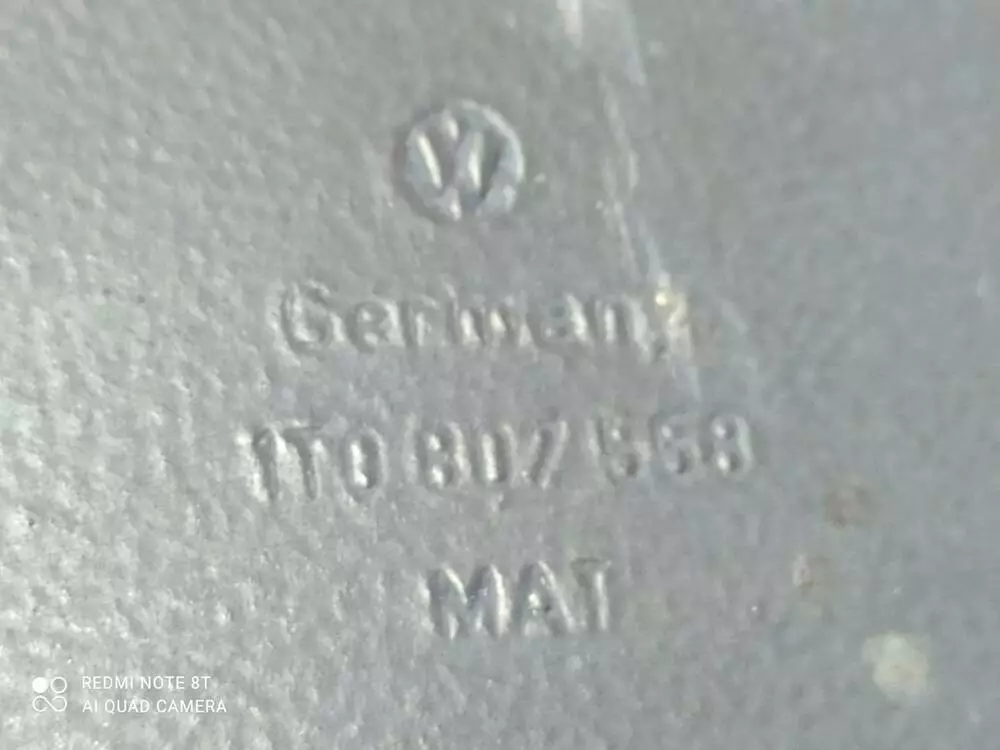 Germany
1T0 807 568
MAT
REDMI NOTE 8T
AI QUAD CAMERA